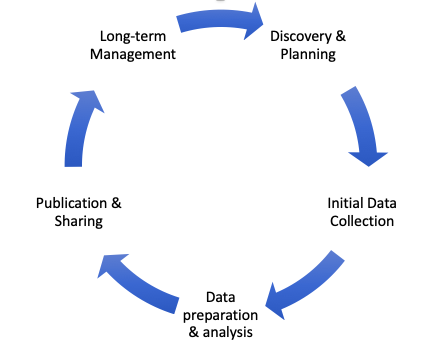 Long-term
Management
Discovery &
Planning
Initial Data
Collection
Data
preparation
& analysis
Publication &
Sharing